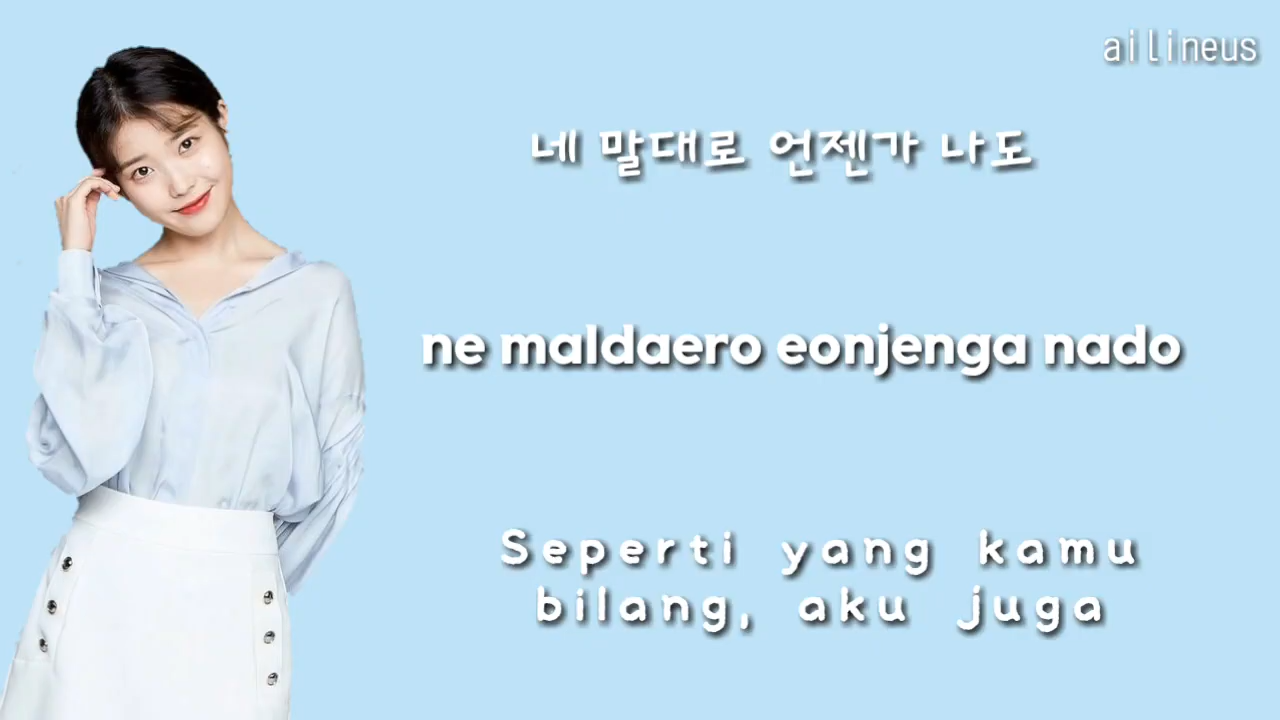 ailineus
네 말대로 언젠가 나도
ne maldaero eonjenga nado
Seperti yang kamu
bilang, aku juga